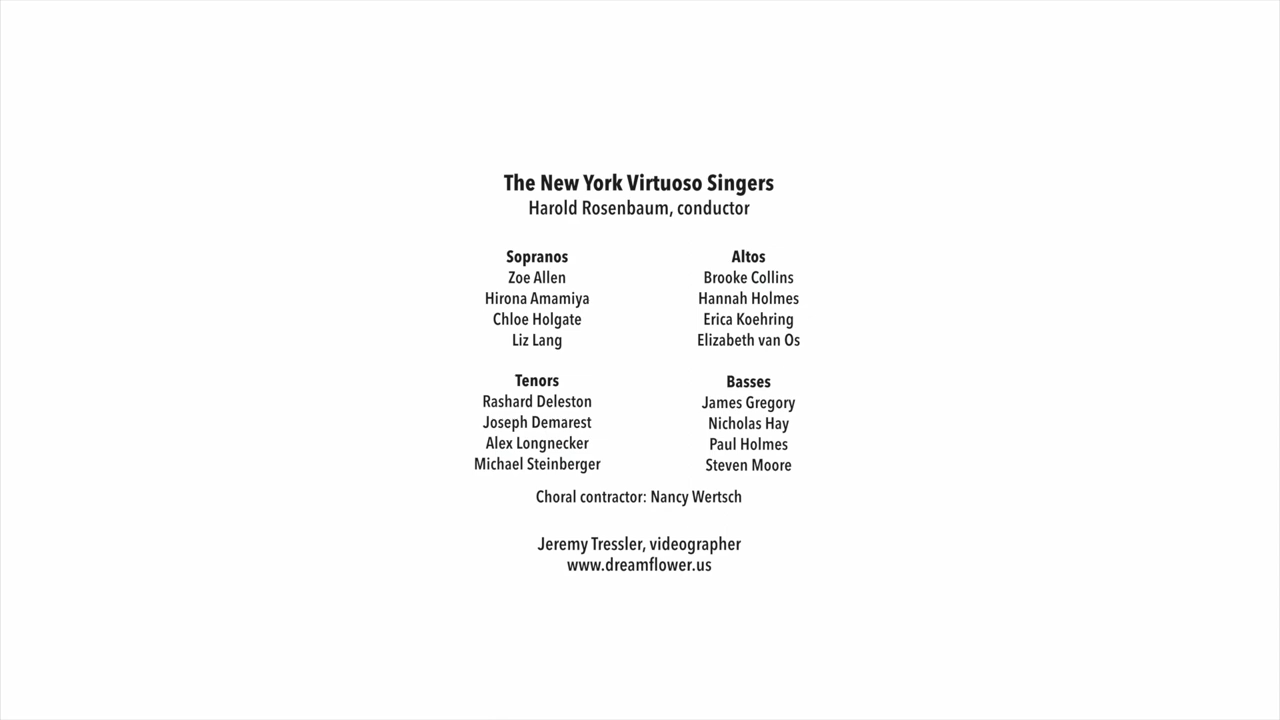 The New York Virtuoso Singers
Harold Rosenbaum, conductor
Sopranos
Zoe Allen
Hirona Amamiya
Chloe Holgate
Liz Lang
Altos
Brooke Collins
Hannah Holmes
Erica Koehring
Elizabeth van Os
Tenors
Rashard Deleston
Joseph Demarest
Alex Longnecker
Michael Steinberger
Basses
James Gregory
Nicholas Hay
Paul Holmes
Steven Moore
Choral contractor: Nancy Wertsch
Jeremy Tressler, videographer
www.dreamflower.us